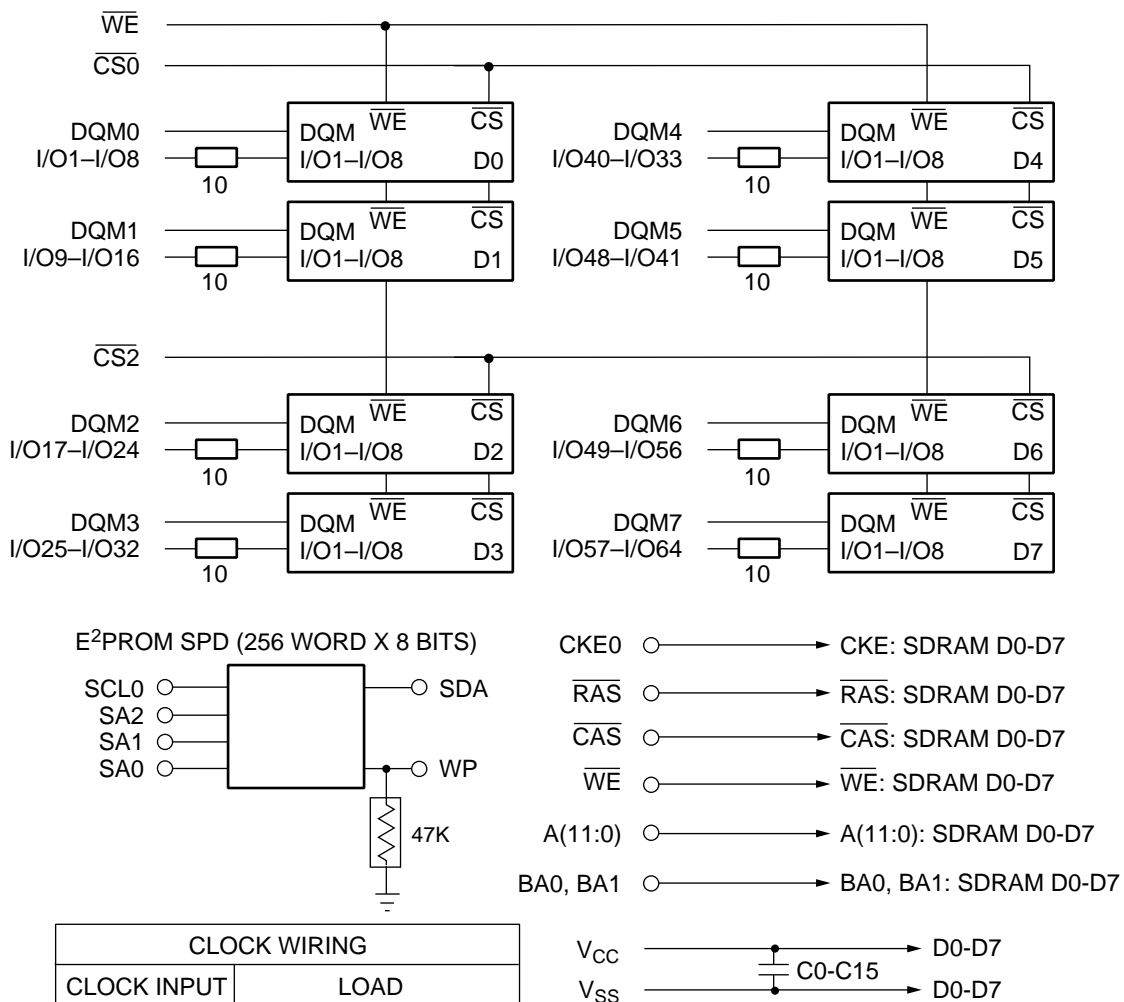 WE
CS0
DQM0
I/O1–I/O8
10
DQM WE CS
I/O1–I/O8 D0
DQM4
I/O40–I/O33
10
DQM WE CS
I/O1–I/O8 D4
DQM1
I/O9–I/O16
10
DQM WE CS
I/O1–I/O8 D1
DQM5
I/O48–I/O41
10
DQM WE CS
I/O1–I/O8 D5
CS2
DQM2
I/O17–I/O24
10
DQM WE CS
I/O1–I/O8 D2
DQM6
I/O49–I/O56
10
DQM WE CS
I/O1–I/O8 D6
DQM3
I/O25–I/O32
10
DQM WE CS
I/O1–I/O8 D3
DQM7
I/O57–I/O64
10
DQM WE CS
I/O1–I/O8 D7
E2PROM SPD (256 WORD X 8 BITS)
SCL0
SA2
SA1
SA0
SDA
WP
47K
CKE0 CKE: SDRAM D0-D7
RAS RAS: SDRAM D0-D7
CAS CAS: SDRAM D0-D7
WE WE: SDRAM D0-D7
A(11:0) A(11:0): SDRAM D0-D7
BA0, BA1 BA0, BA1: SDRAM D0-D7
CLOCK WIRING
CLOCK INPUT LOAD
VCC D0-D7
C0-C15
VSS D0-D7